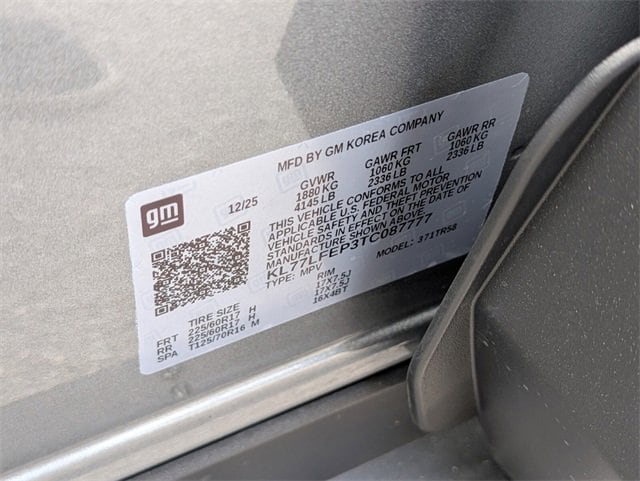 MFD BY GM KOREA COMPANY
gm 12/25 GVWR GAWR FRT GAWR RR
1880 KG 1060 KG 1060 KG
4145 LB 2336 LB 2336 LB
THIS VEHICLE CONFORMS TO ALL
APPLICABLE U.S. FEDERAL MOTOR
VEHICLE SAFETY AND THEFT PREVENTION
STANDARDS IN EFFECT ON THE DATE OF
MANUFACTURE SHOWN ABOVE.
KL77LFEP3TC087777
TYPE: MPV MODEL: 371TR58
TIRE SIZE RIM
FRT 225/60R17 H 17X7.5J
RR 225/60R17 H 17X7.5J
SPA T125/70R16 M 16X4BT